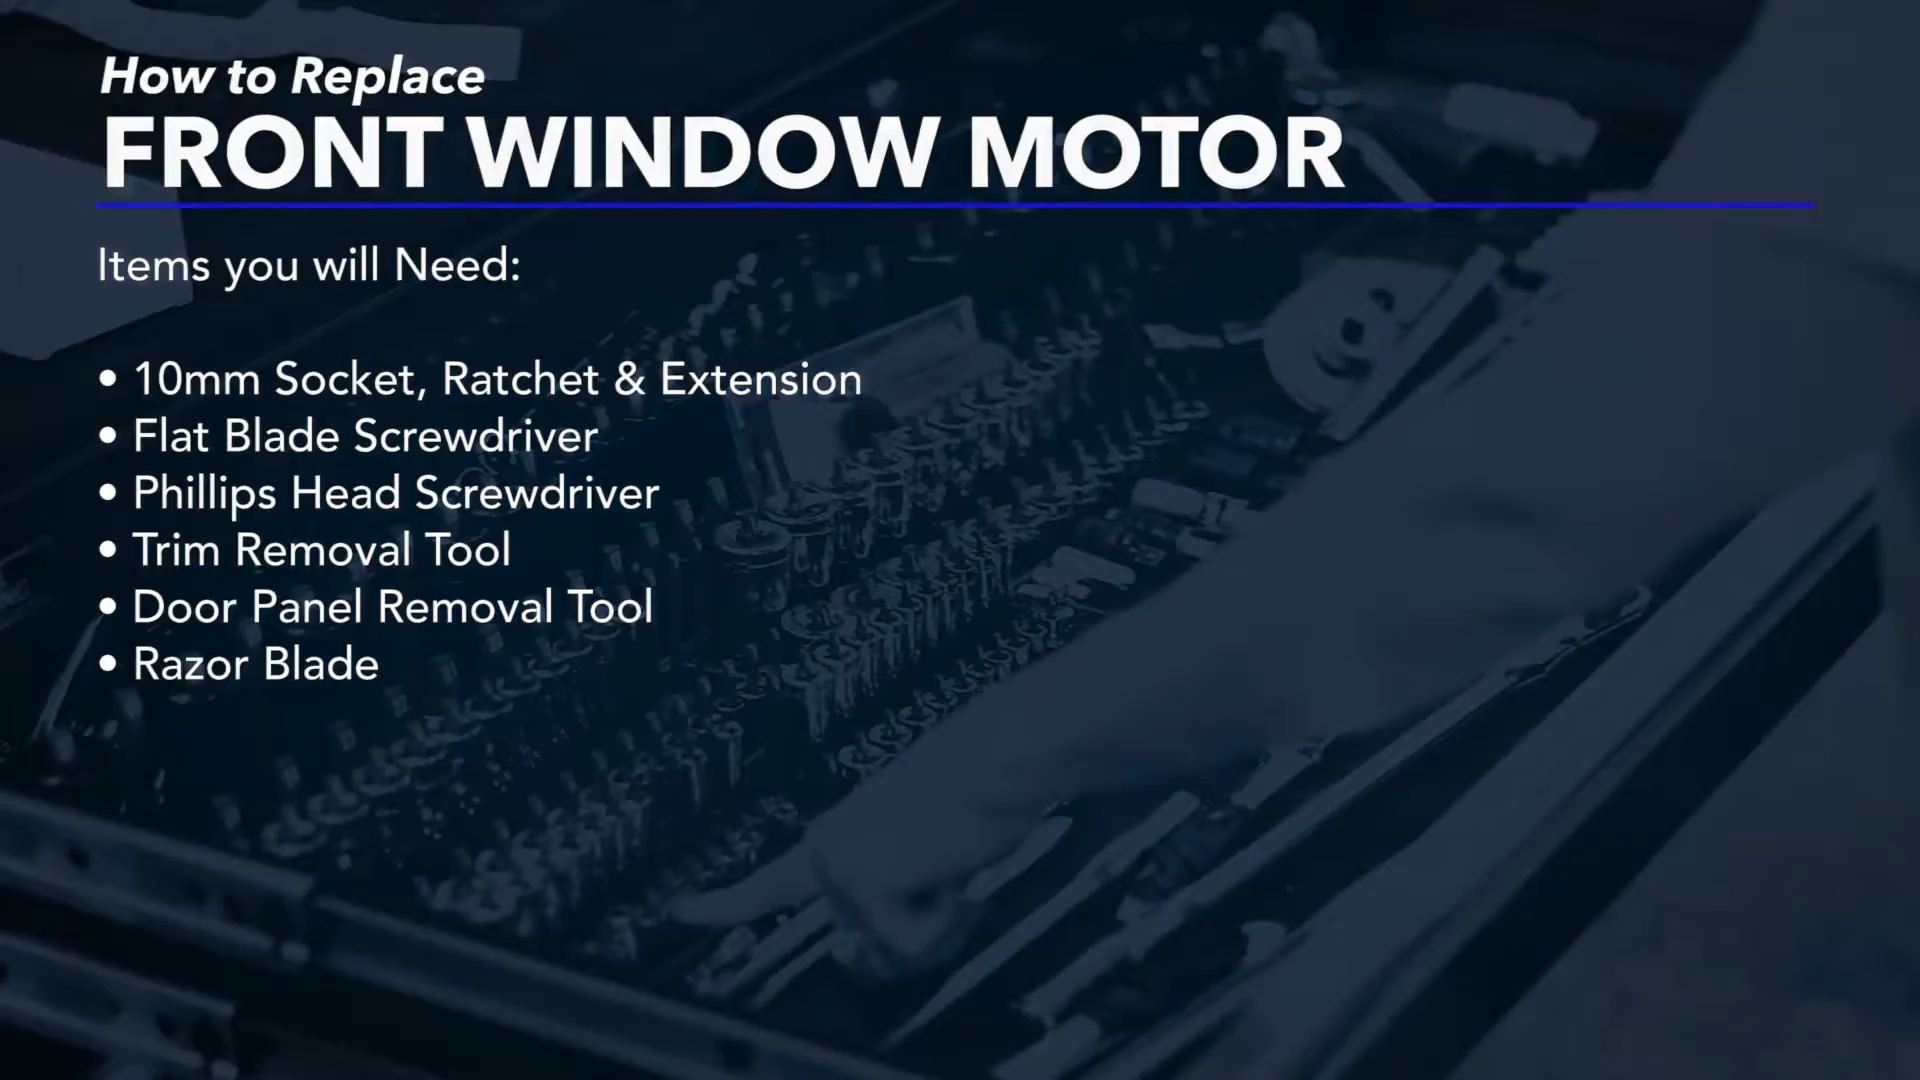 How to Replace
FRONT WINDOW MOTOR
Items you will Need:
• 10mm Socket, Ratchet & Extension
• Flat Blade Screwdriver
• Phillips Head Screwdriver
• Trim Removal Tool
• Door Panel Removal Tool
• Razor Blade